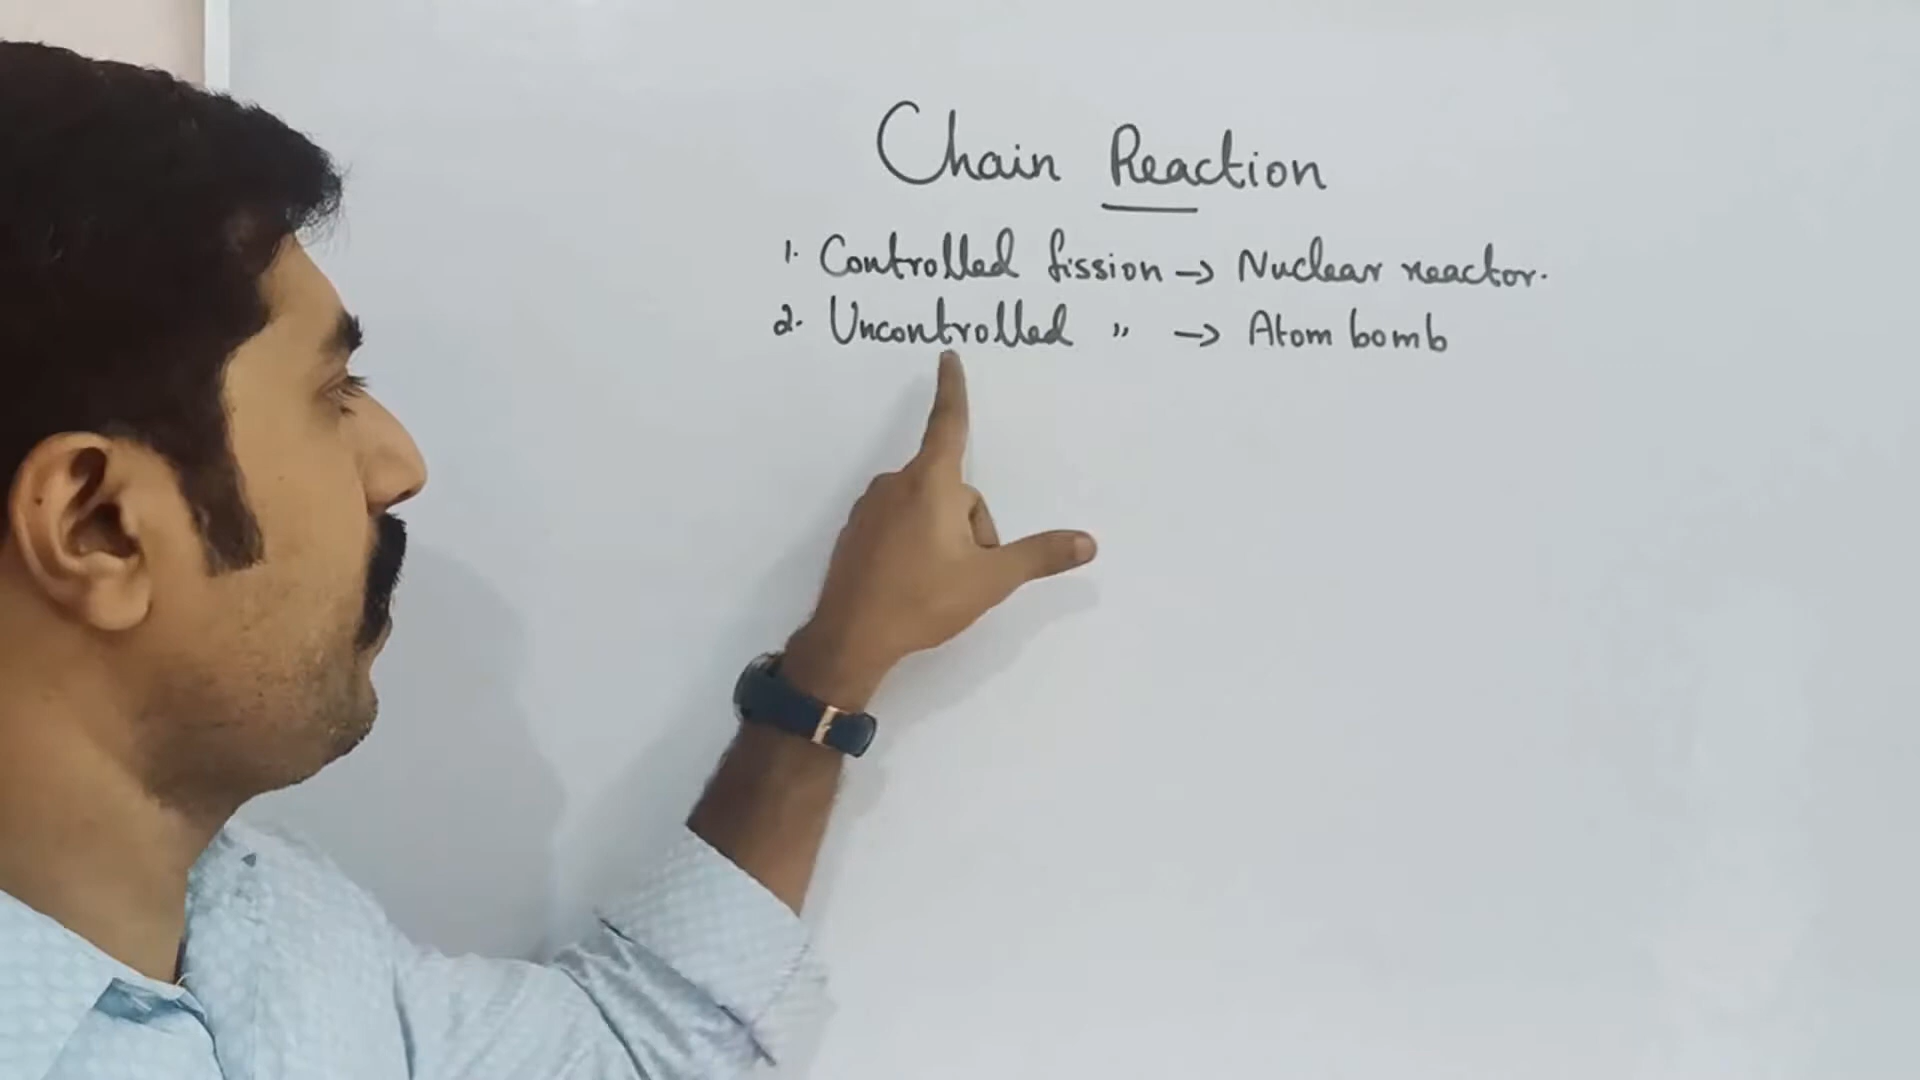 Chain Reaction
1. Controlled fission → Nuclear reactor.
2. Uncontrolled " → Atom bomb